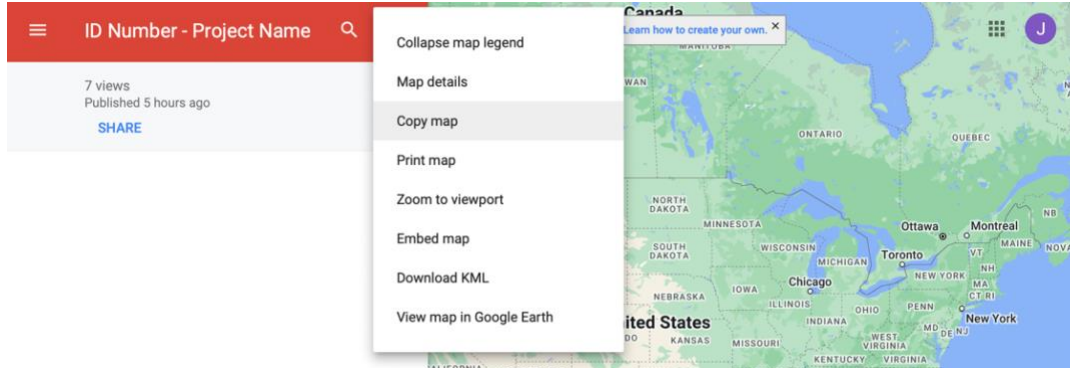 ID Number - Project Name
7 views
Published 5 hours ago
SHARE
Collapse map legend
Map details
Copy map
Print map
Zoom to viewport
Embed map
Download KML
View map in Google Earth
Canada
Learn how to create your own. ×
MANITOBA
WAN
ONTARIO
QUEBEC
NORTH
DAKOTA
MINNESOTA
Ottawa
Montreal
NB
SOUTH
DAKOTA
WISCONSIN
MICHIGAN
Toronto
VT
MAINE
NOVA
NH
NEW YORK
MA
CT RI
Chicago
IOWA
NEBRASKA
ILLINOIS
INDIANA
OHIO
PENN
New York
ited States
KANSAS
MISSOURI
WEST
VIRGINIA
MD
DE
NJ
KENTUCKY
VIRGINIA
DO
J